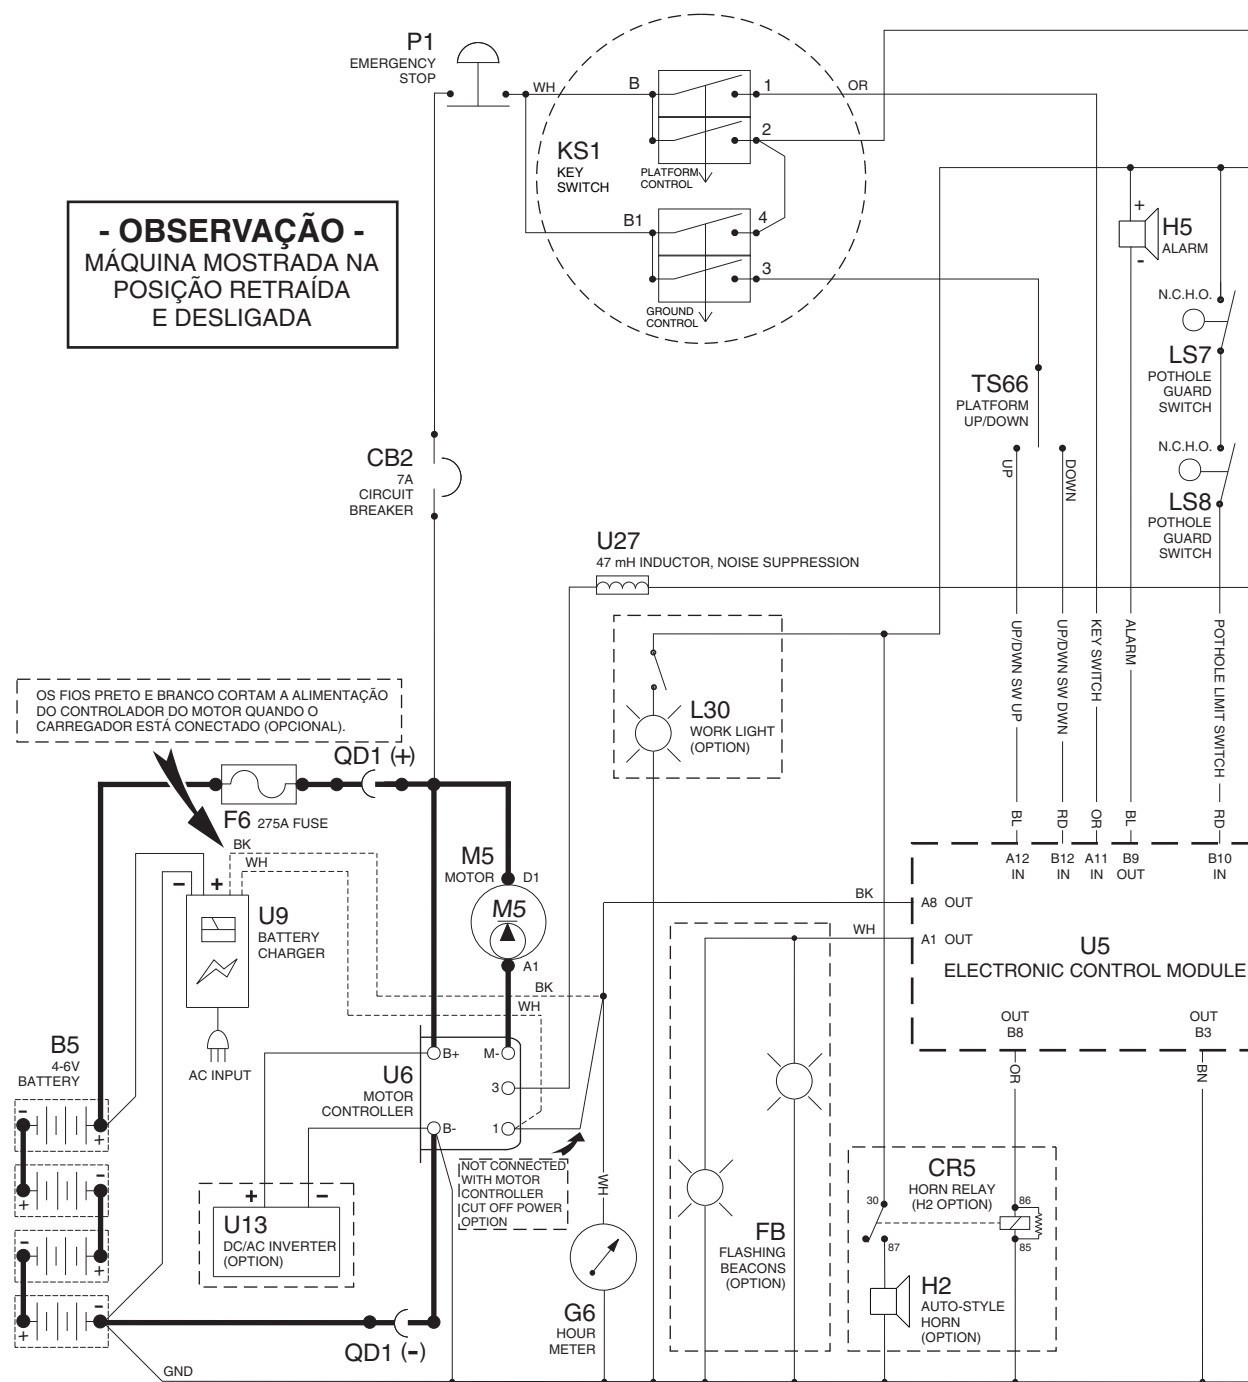 P1
EMERGENCY
STOP
WH
B
1
OR
2
KS1
KEY
SWITCH
PLATFORM
CONTROL
B1
4
3
GROUND
CONTROL
- OBSERVAÇÃO -
MÁQUINA MOSTRADA NA
POSIÇÃO RETRAÍDA
E DESLIGADA
+
H5
ALARM
-
N.C.H.O.
LS7
POTHOLE
GUARD
SWITCH
TS66
PLATFORM
UP/DOWN
UP
DOWN
N.C.H.O.
LS8
POTHOLE
GUARD
SWITCH
CB2
7A
CIRCUIT
BREAKER
U27
47 mH INDUCTOR, NOISE SUPPRESSION
UP/DWN SW UP
UP/DWN SW DWN
KEY SWITCH
ALARM
POTHOLE LIMIT SWITCH
L30
WORK LIGHT
(OPTION)
OS FIOS PRETO E BRANCO CORTAM A ALIMENTAÇÃO
DO CONTROLADOR DO MOTOR QUANDO O
CARREGADOR ESTÁ CONECTADO (OPCIONAL).
QD1 (+)
F6 275A FUSE
BK
WH
BL
RD
OR
BL
RD
A12
IN
B12
IN
A11
IN
B9
OUT
B10
IN
M5
MOTOR
D1
M5
A1
- +
U9
BATTERY
CHARGER
AC INPUT
BK
WH
BK
A8 OUT
WH
A1 OUT
U5
ELECTRONIC CONTROL MODULE
OUT
B8
OUT
B3
OR
BN
B5
4-6V
BATTERY
-
+
-
+
-
+
-
+
U6
MOTOR
CONTROLLER
B+
M-
3
B-
1
NOT CONNECTED
WITH MOTOR
CONTROLLER
CUT OFF POWER
OPTION
WH
+ -
U13
DC/AC INVERTER
(OPTION)
G6
HOUR
METER
FB
FLASHING
BEACONS
(OPTION)
CR5
HORN RELAY
(H2 OPTION)
30
87
86
85
H2
AUTO-STYLE
HORN
(OPTION)
QD1 (-)
GND